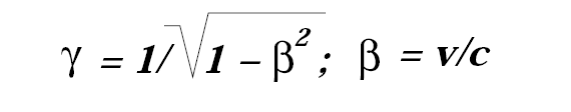 γ = 1/√1 − β²; β = v/c